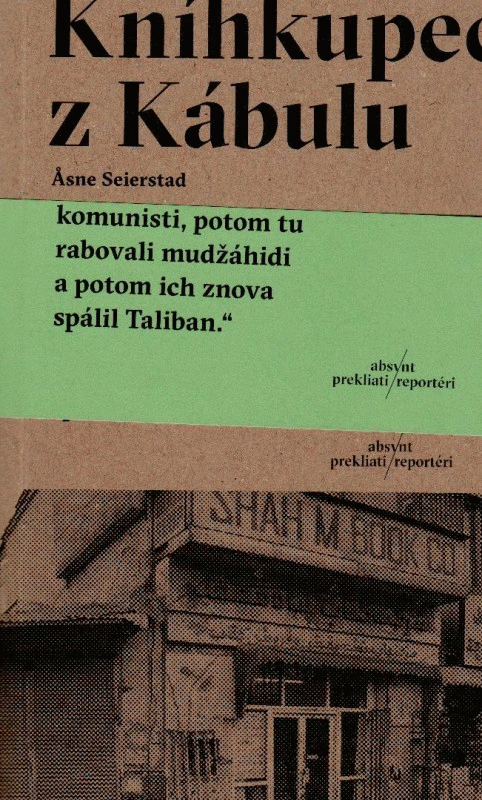 Kníhkupec
z Kábulu
Åsne Seierstad
komunisti, potom tu
rabovali mudžáhidi
a potom ich znova
spálil Taliban.“
absynt
prekliati/reportéri
absynt
prekliati/reportéri
SHAH M BOOK CO